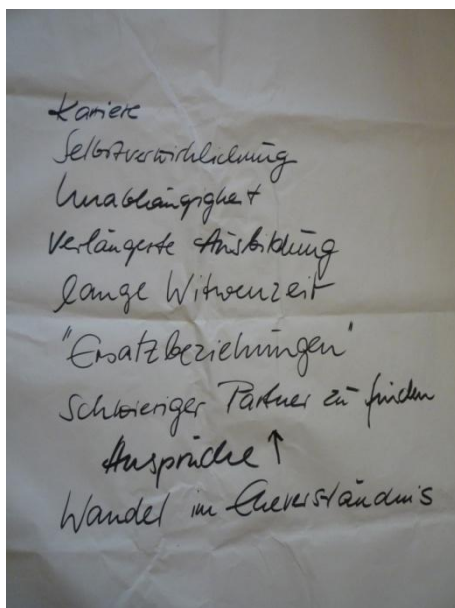 Karriere
Selbstverwirklichung
Unabhängigkeit
Verlängerte Ausbildung
lange Witwenzeit
"Ersatzbeziehungen"
Schwieriger Partner zu finden
Ansprüche ↑
Wandel im Eheverständnis